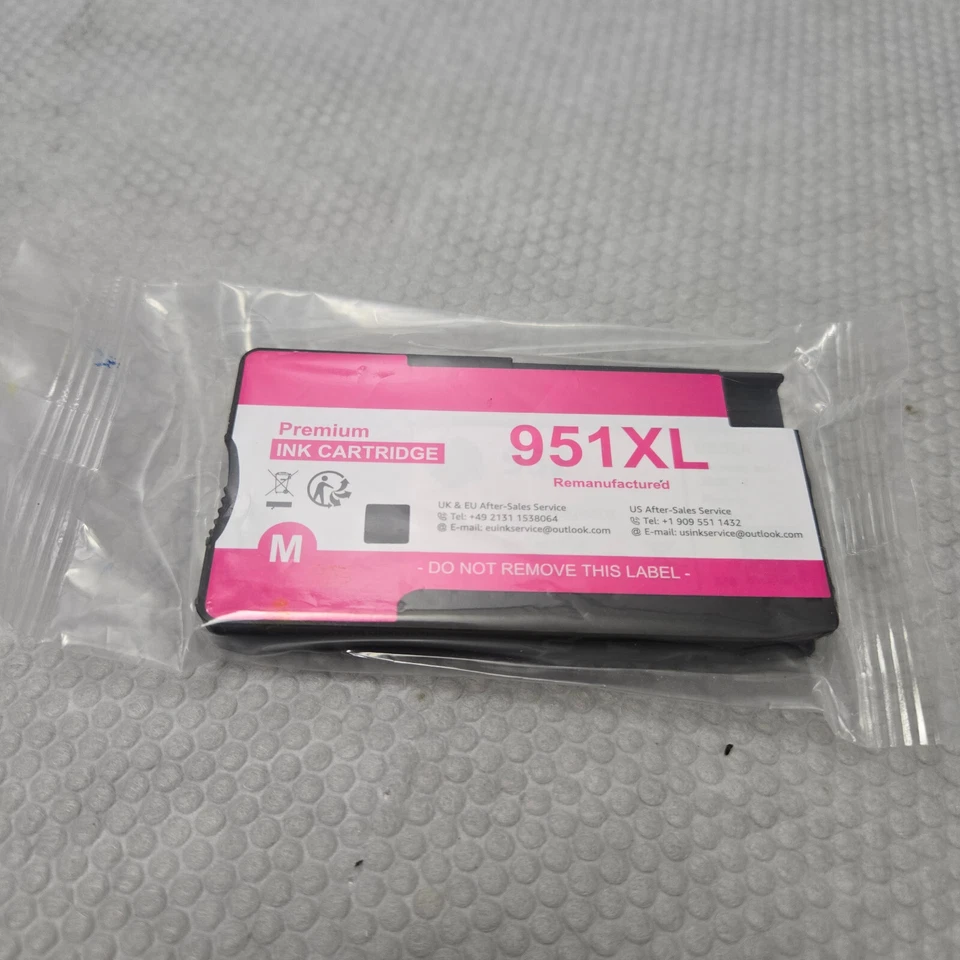 Premium
INK CARTRIDGE
951XL
Remanufactured
UK & EU After-Sales Service
Tel: +49 2131 1538064
@ E-mail: euinkservice@outlook.com
US After-Sales Service
Tel: +1 909 551 1432
@ E-mail: usinkservice@outlook.com
M
- DO NOT REMOVE THIS LABEL -